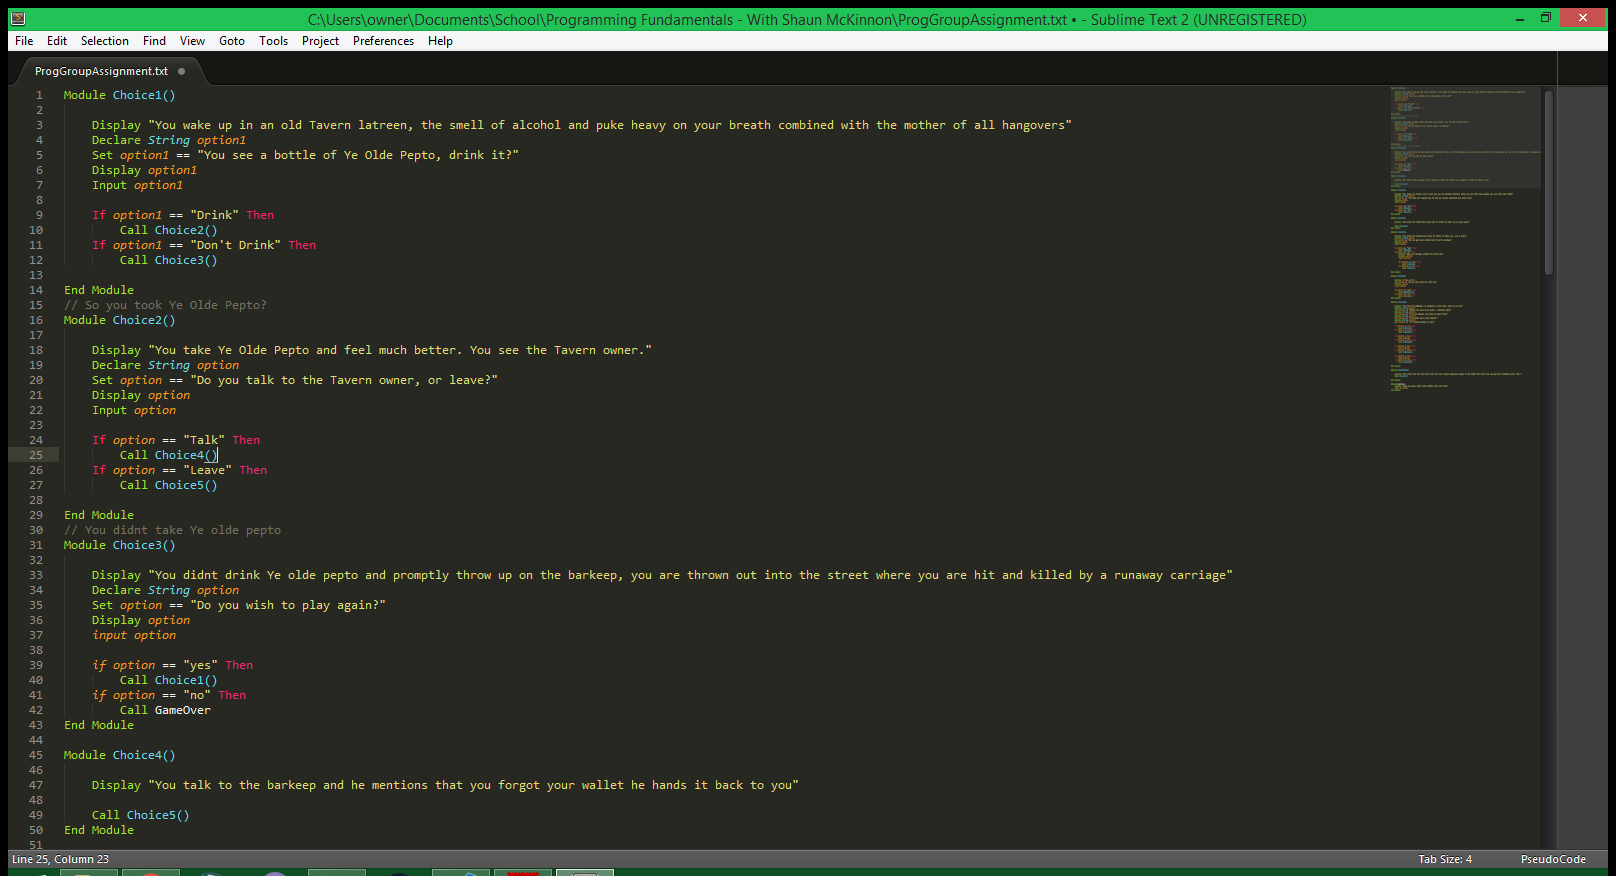 C:\Users\owner\Documents\School\Programming Fundamentals - With Shaun McKinnon\ProgGroupAssignment.txt • - Sublime Text 2 (UNREGISTERED)
File Edit Selection Find View Goto Tools Project Preferences Help
ProgGroupAssignment.txt
1 Module Choice1()
2
3 Display "You wake up in an old Tavern latreen, the smell of alcohol and puke heavy on your breath combined with the mother of all hangovers"
4 Declare String option1
5 Set option1 == "You see a bottle of Ye Olde Pepto, drink it?"
6 Display option1
7 Input option1
8
9 If option1 == "Drink" Then
10 Call Choice2()
11 If option1 == "Don't Drink" Then
12 Call Choice3()
13
14 End Module
15 // So you took Ye Olde Pepto?
16 Module Choice2()
17
18 Display "You take Ye Olde Pepto and feel much better. You see the Tavern owner."
19 Declare String option
20 Set option == "Do you talk to the Tavern owner, or leave?"
21 Display option
22 Input option
23
24 If option == "Talk" Then
25 Call Choice4()
26 If option == "Leave" Then
27 Call Choice5()
28
29 End Module
30 // You didnt take Ye olde pepto
31 Module Choice3()
32
33 Display "You didnt drink Ye olde pepto and promptly throw up on the barkeep, you are thrown out into the street where you are hit and killed by a runaway carriage"
34 Declare String option
35 Set option == "Do you wish to play again?"
36 Display option
37 input option
38
39 if option == "yes" Then
40 Call Choice1()
41 if option == "no" Then
42 Call GameOver
43 End Module
44
45 Module Choice4()
46
47 Display "You talk to the barkeep and he mentions that you forgot your wallet he hands it back to you"
48
49 Call Choice5()
50 End Module
51
Line 25, Column 23 Tab Size: 4 PseudoCode